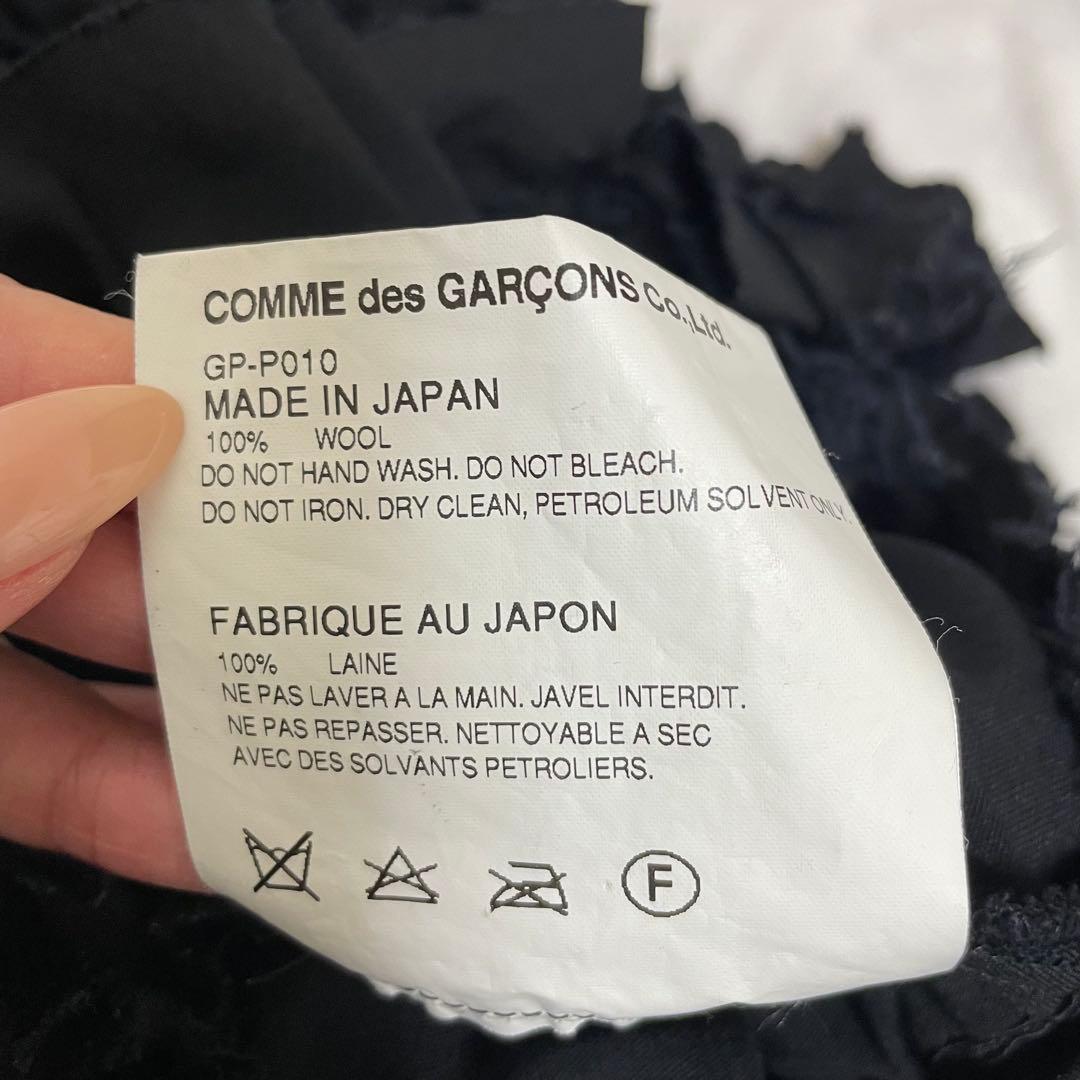 COMME des GARÇONS Co.,Ltd.
GP-P010
MADE IN JAPAN
100% WOOL
DO NOT HAND WASH. DO NOT BLEACH.
DO NOT IRON. DRY CLEAN, PETROLEUM SOLVENT ONLY.
FABRIQUE AU JAPON
100% LAINE
NE PAS LAVER A LA MAIN. JAVEL INTERDIT.
NE PAS REPASSER. NETTOYABLE A SEC
AVEC DES SOLVANTS PETROLIERS.
F